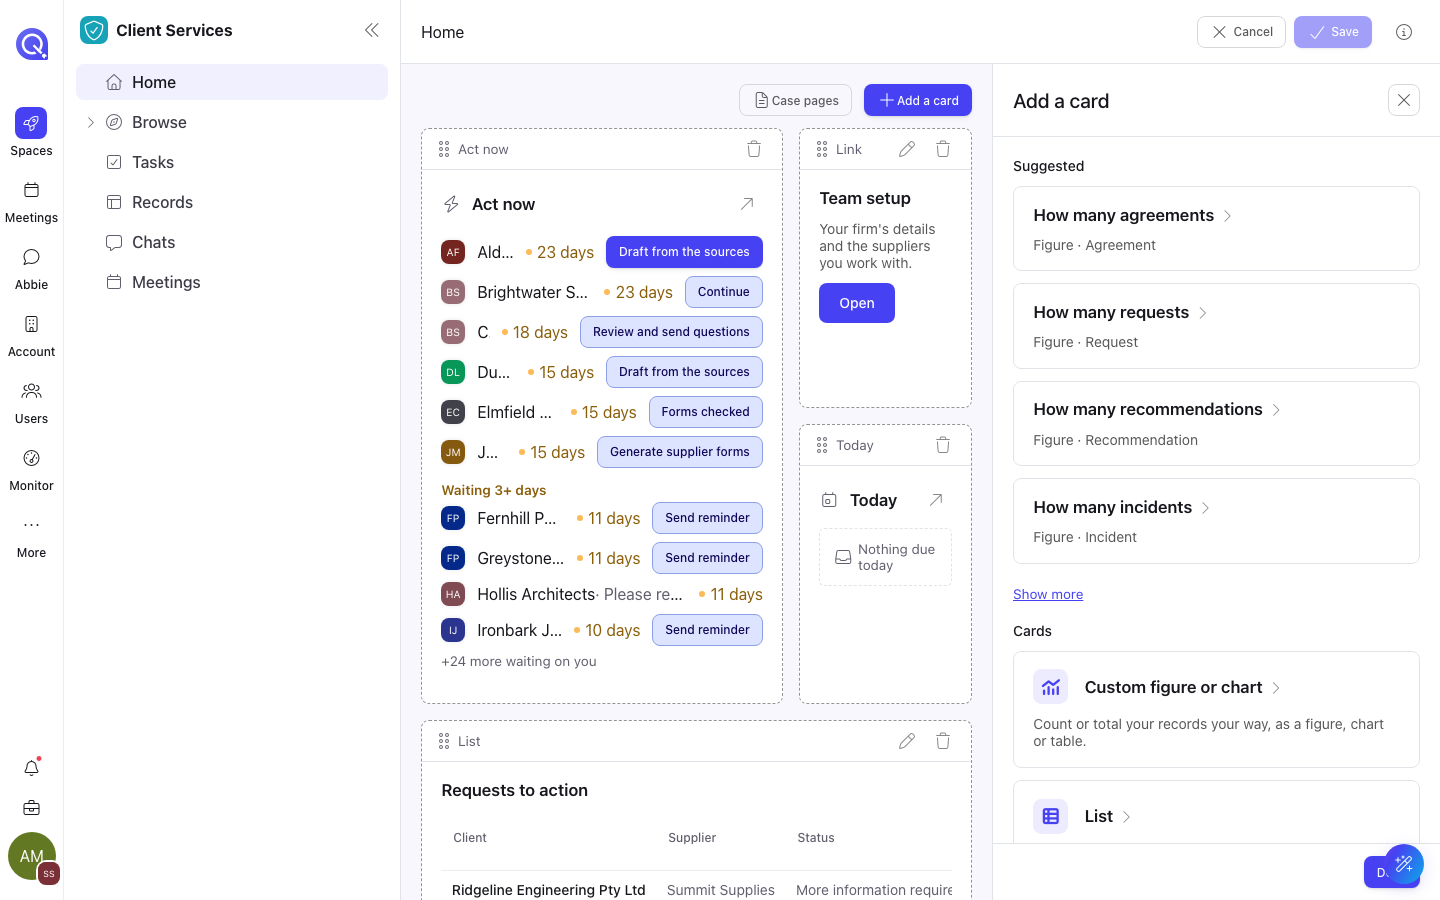 Client Services
Home
Cancel
Save
Spaces
Meetings
Abbie
Account
Users
Monitor
More
AM
SS
Home
Browse
Tasks
Records
Chats
Meetings
Case pages
Add a card
Act now
Act now
AF Ald... 23 days Draft from the sources
BS Brightwater S... 23 days Continue
BS C 18 days Review and send questions
DL Du... 15 days Draft from the sources
EC Elmfield ... 15 days Forms checked
JM J... 15 days Generate supplier forms
Waiting 3+ days
FP Fernhill P... 11 days Send reminder
FP Greystone... 11 days Send reminder
HA Hollis Architects · Please re... 11 days
IJ Ironbark J... 10 days Send reminder
+24 more waiting on you
Link
Team setup
Your firm's details
and the suppliers
you work with.
Open
Today
Today
Nothing due
today
List
Requests to action
Client Supplier Status
Ridgeline Engineering Pty Ltd Summit Supplies More information require
Add a card
Suggested
How many agreements
Figure · Agreement
How many requests
Figure · Request
How many recommendations
Figure · Recommendation
How many incidents
Figure · Incident
Show more
Cards
Custom figure or chart
Count or total your records your way, as a figure, chart
or table.
List